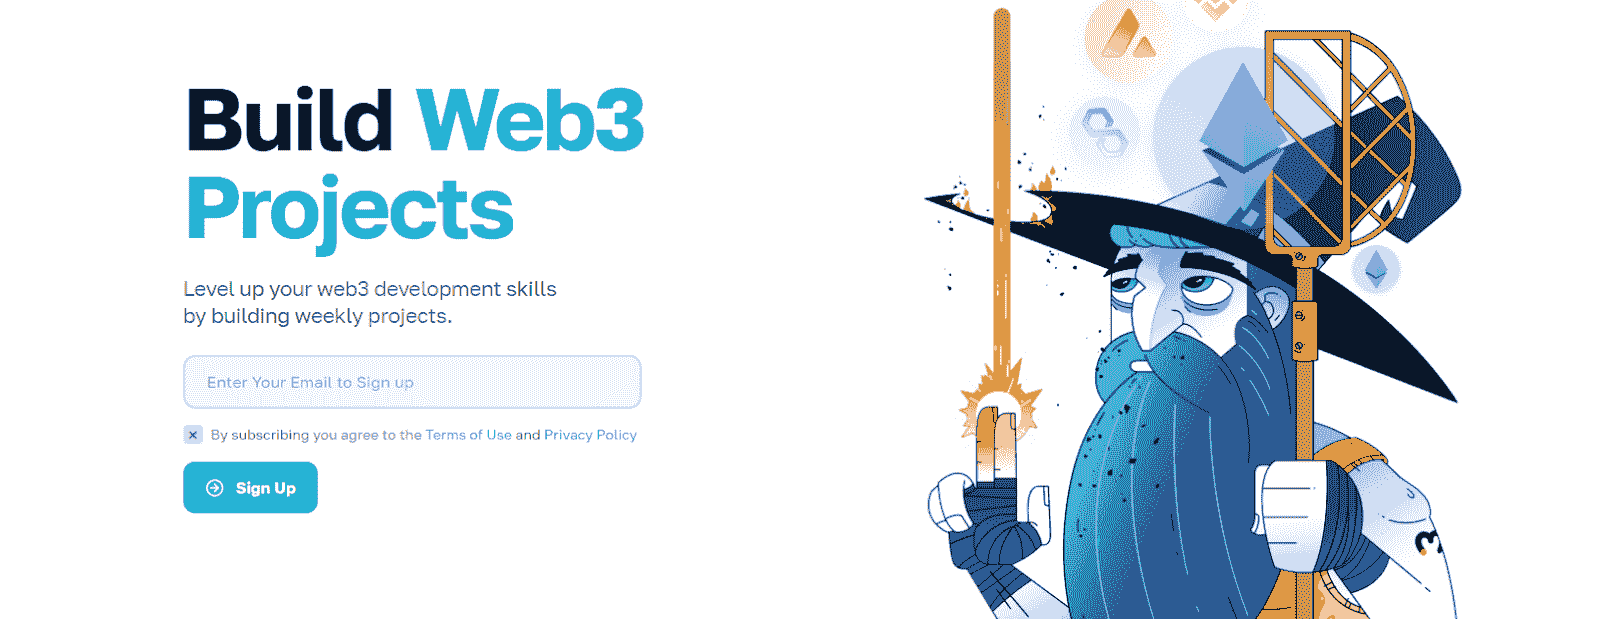 Build Web3
Projects
Level up your web3 development skills
by building weekly projects.
Enter Your Email to Sign up
By subscribing you agree to the Terms of Use and Privacy Policy
Sign Up